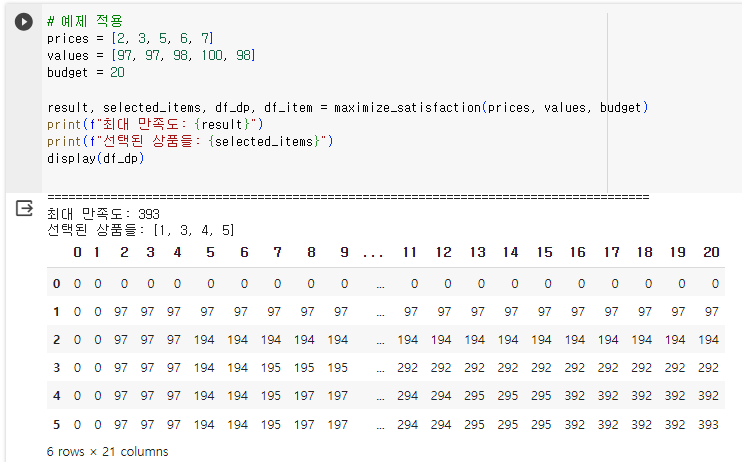 # 예제 적용
prices = [2, 3, 5, 6, 7]
values = [97, 97, 98, 100, 98]
budget = 20
result, selected_items, df_dp, df_item = maximize_satisfaction(prices, values, budget)
print(f"최대 만족도: {result}")
print(f"선택된 상품들: {selected_items}")
display(df_dp)
======================================================================================
최대 만족도: 393
선택된 상품들: [1, 3, 4, 5]
0 1 2 3 4 5 6 7 8 9 ... 11 12 13 14 15 16 17 18 19 20
0 0 0 0 0 0 0 0 0 0 0 ... 0 0 0 0 0 0 0 0 0 0
1 0 0 97 97 97 97 97 97 97 97 ... 97 97 97 97 97 97 97 97 97 97
2 0 0 97 97 97 194 194 194 194 194 ... 194 194 194 194 194 194 194 194 194 194
3 0 0 97 97 97 194 194 195 195 195 ... 292 292 292 292 292 292 292 292 292 292
4 0 0 97 97 97 194 194 195 197 197 ... 294 294 295 295 295 392 392 392 392 392
5 0 0 97 97 97 194 194 195 197 197 ... 294 294 295 295 295 392 392 392 392 393
6 rows × 21 columns